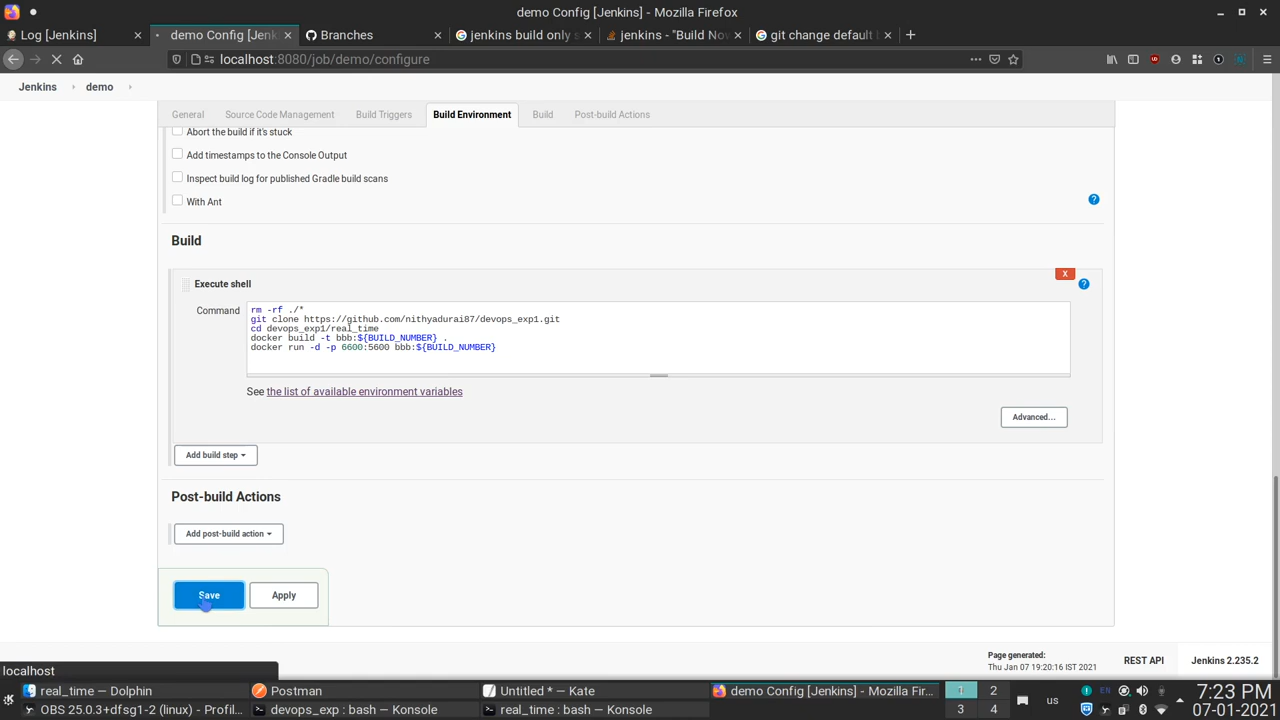 demo Config [Jenkins] - Mozilla Firefox
Log [Jenkins]
demo Config [Jenk
Branches
jenkins build only s
jenkins - "Build Nov
git change default b
localhost:8080/job/demo/configure
Jenkins
demo
General
Source Code Management
Build Triggers
Build Environment
Build
Post-build Actions
Abort the build if it's stuck
Add timestamps to the Console Output
Inspect build log for published Gradle build scans
With Ant
Build
Execute shell
X
Command
rm -rf ./*
git clone https://github.com/nithyadurai87/devops_exp1.git
cd devops_exp1/real_time
docker build -t bbb:${BUILD_NUMBER} .
docker run -d -p 6600:5600 bbb:${BUILD_NUMBER}
See the list of available environment variables
Advanced...
Add build step
Post-build Actions
Add post-build action
Save
Apply
localhost
Page generated:
Thu Jan 07 19:20:16 IST 2021
REST API
Jenkins 2.235.2
real_time — Dolphin
Postman
Untitled * — Kate
demo Config [Jenkins] - Mozilla Fir...
OBS 25.0.3+dfsg1-2 (linux) - Profil...
devops_exp : bash — Konsole
real_time : bash — Konsole
1
2
3
4
us
EN
7:23 PM
07-01-2021